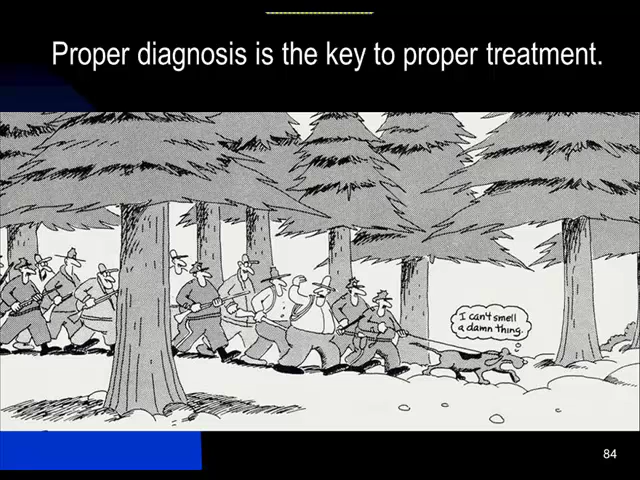 Proper diagnosis is the key to proper treatment.
I can't smell
a damn thing.
84